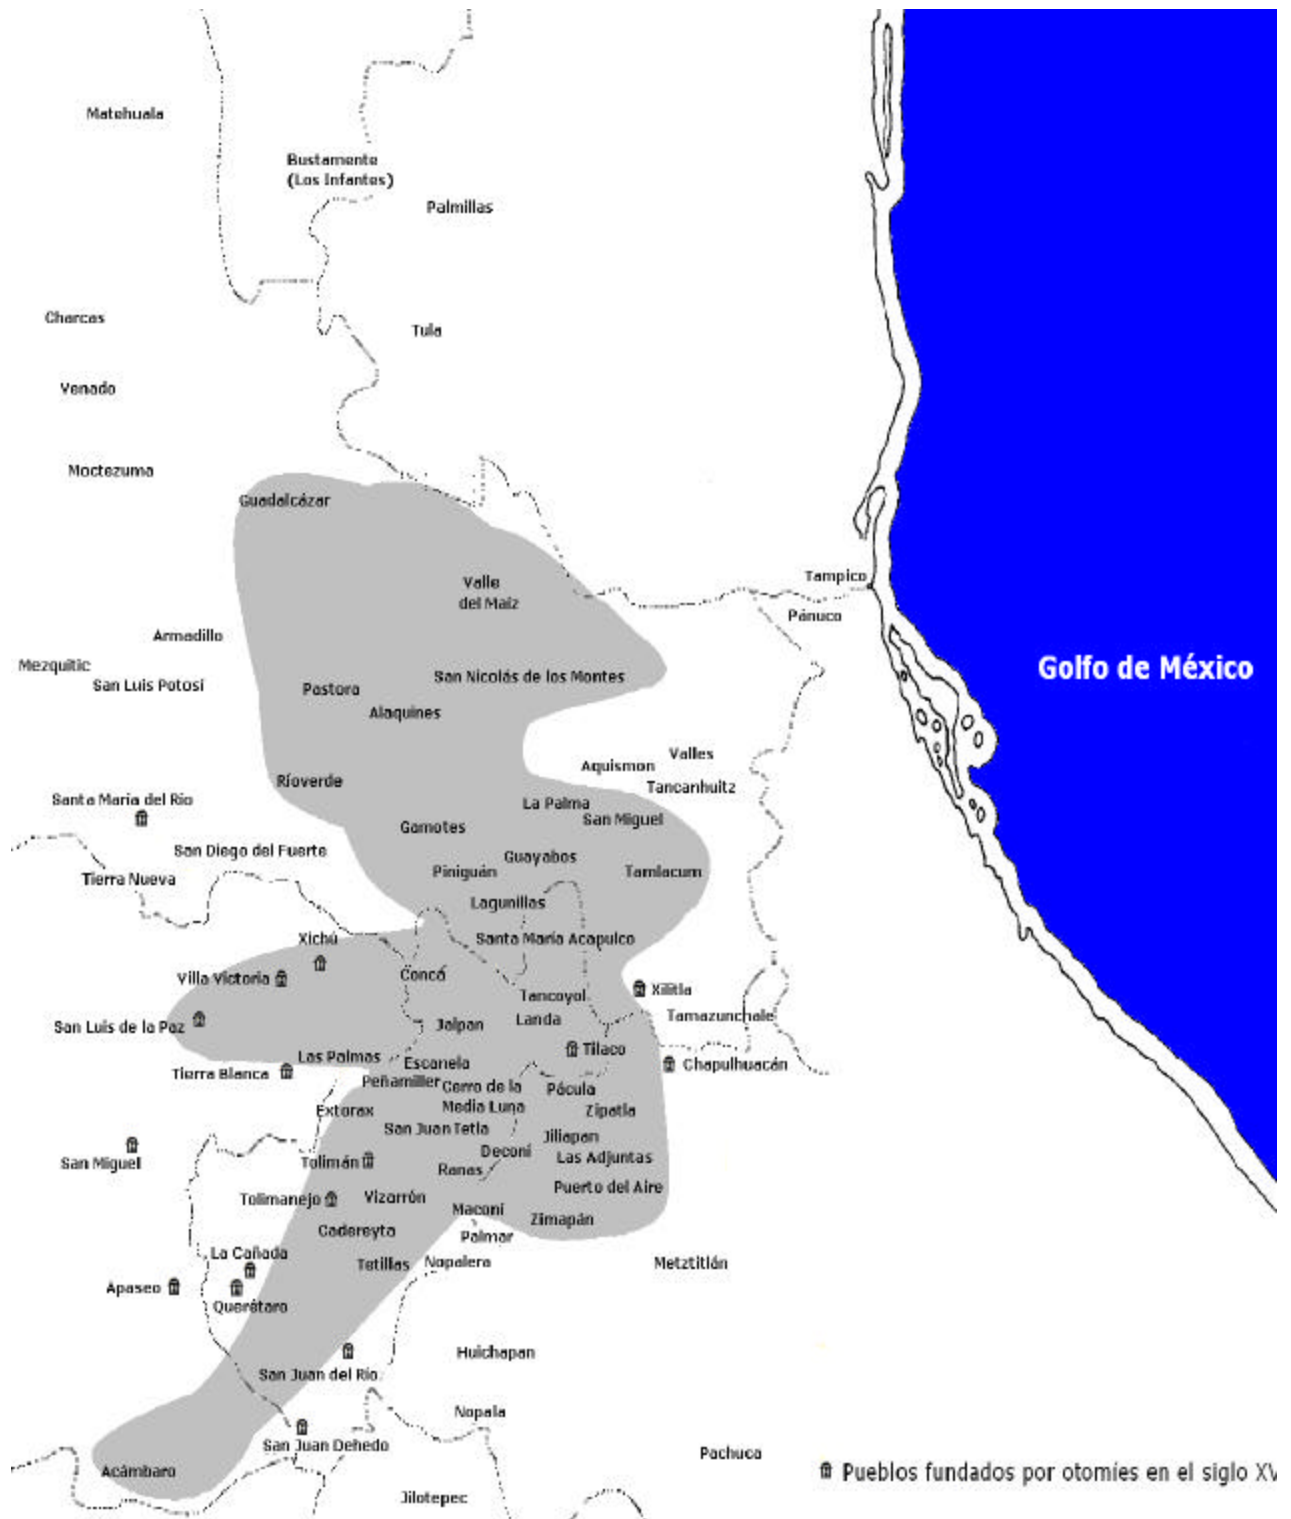 Matehuala
Bustamente
(Los Infantes)
Palmillas
Charcas
Tula
Venado
Moctezuma
Guadalcázar
Valle
del Maíz
Tampico
Pánuco
Armadillo
Mezquitic
San Luis Potosí
Golfo de México
San Nicolás de los Montes
Pastora
Alaquines
Valles
Aquismon
Ríoverde
Tancanhuitz
Santa María del Río
La Palma
San Miguel
Gamotes
San Diego del Fuerte
Guayabos
Tierra Nueva
Piniguán
Tamlacum
Lagunillas
Xichú
Santa María Acapulco
Villa Victoria
Concá
Tancoyol
Xilitla
San Luis de la Paz
Jalpan
Landa
Tamazunchale
Tilaco
Las Palmas
Escanela
Chapulhuacán
Tierra Blanca
Peñamiller
Cerro de la
Media Luna
Pácula
Extorax
Zipatla
San Juan Tetla
Jiliapan
San Miguel
Tolimán
Deconí
Las Adjuntas
Ranas
Tolimanejo
Vizarrón
Puerto del Aire
Maconí
Zimapán
Cadereyta
Palmar
La Cañada
Tetillas
Nopalera
Metztitlán
Apaseo
Querétaro
Huichapan
San Juan del Río
Nopala
San Juan Dehedo
Pachuca
Acámbaro
Jilotepec
Pueblos fundados por otomíes en el siglo XV